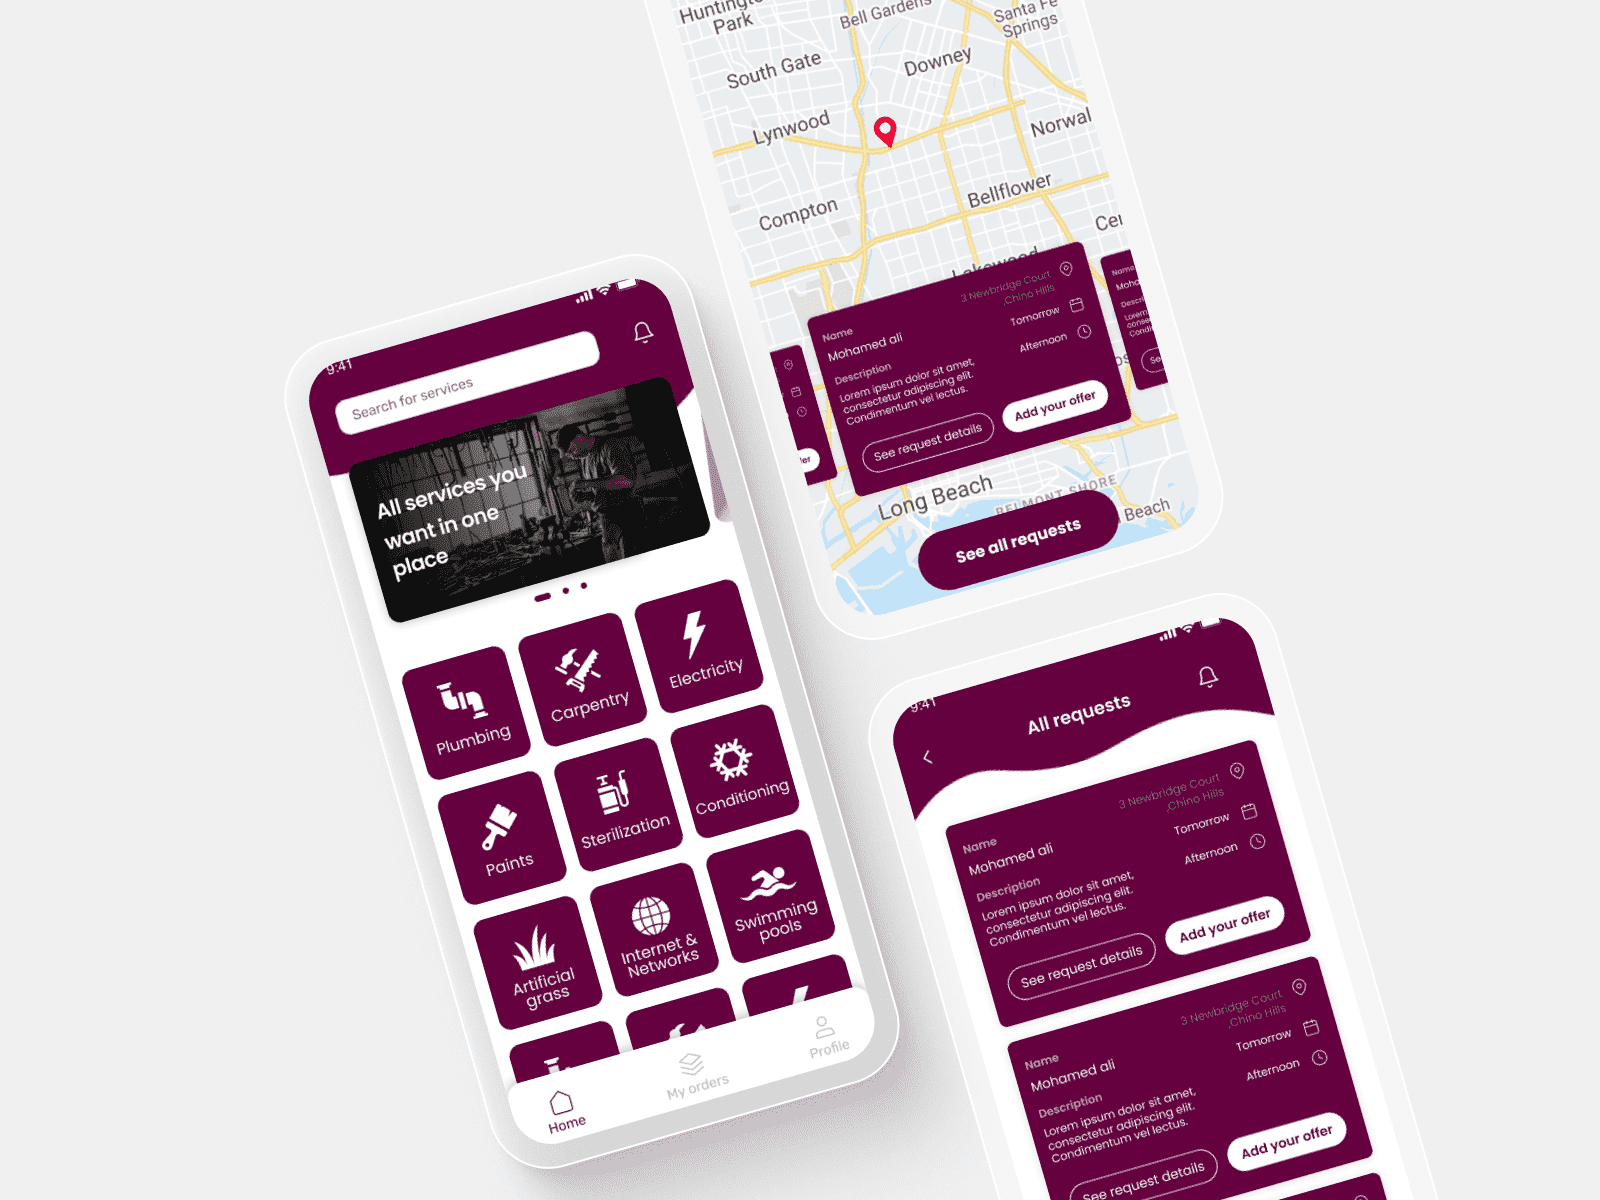 9:41
Search for services
All services you
want in one
place
Plumbing
Carpentry
Electricity
Paints
Sterilization
Conditioning
Artificial
grass
Internet &
Networks
Swimming
pools
Home
My orders
Profile
Park
Bell Gardens
Santa Fe
Springs
South Gate
Downey
Lynwood
Norwal
Compton
Bellflower
Cer
Lakewood
3 Newbridge Court
,Chino Hills
Name
Mohamed ali
Tomorrow
Afternoon
Description
Lorem ipsum dolor sit amet,
consectetur adipiscing elit.
Condimentum vel lectus.
See request details
Add your offer
Name
Moha
Descri
Lorem
conse
Condi
See
Long Beach
BELMONT SHORE
Beach
See all requests
9:41
All requests
3 Newbridge Court
,Chino Hills
Name
Mohamed ali
Tomorrow
Afternoon
Description
Lorem ipsum dolor sit amet,
consectetur adipiscing elit.
Condimentum vel lectus.
See request details
Add your offer
3 Newbridge Court
,Chino Hills
Name
Mohamed ali
Tomorrow
Afternoon
Description
Lorem ipsum dolor sit amet,
consectetur adipiscing elit.
Condimentum vel lectus.
See request details
Add your offer